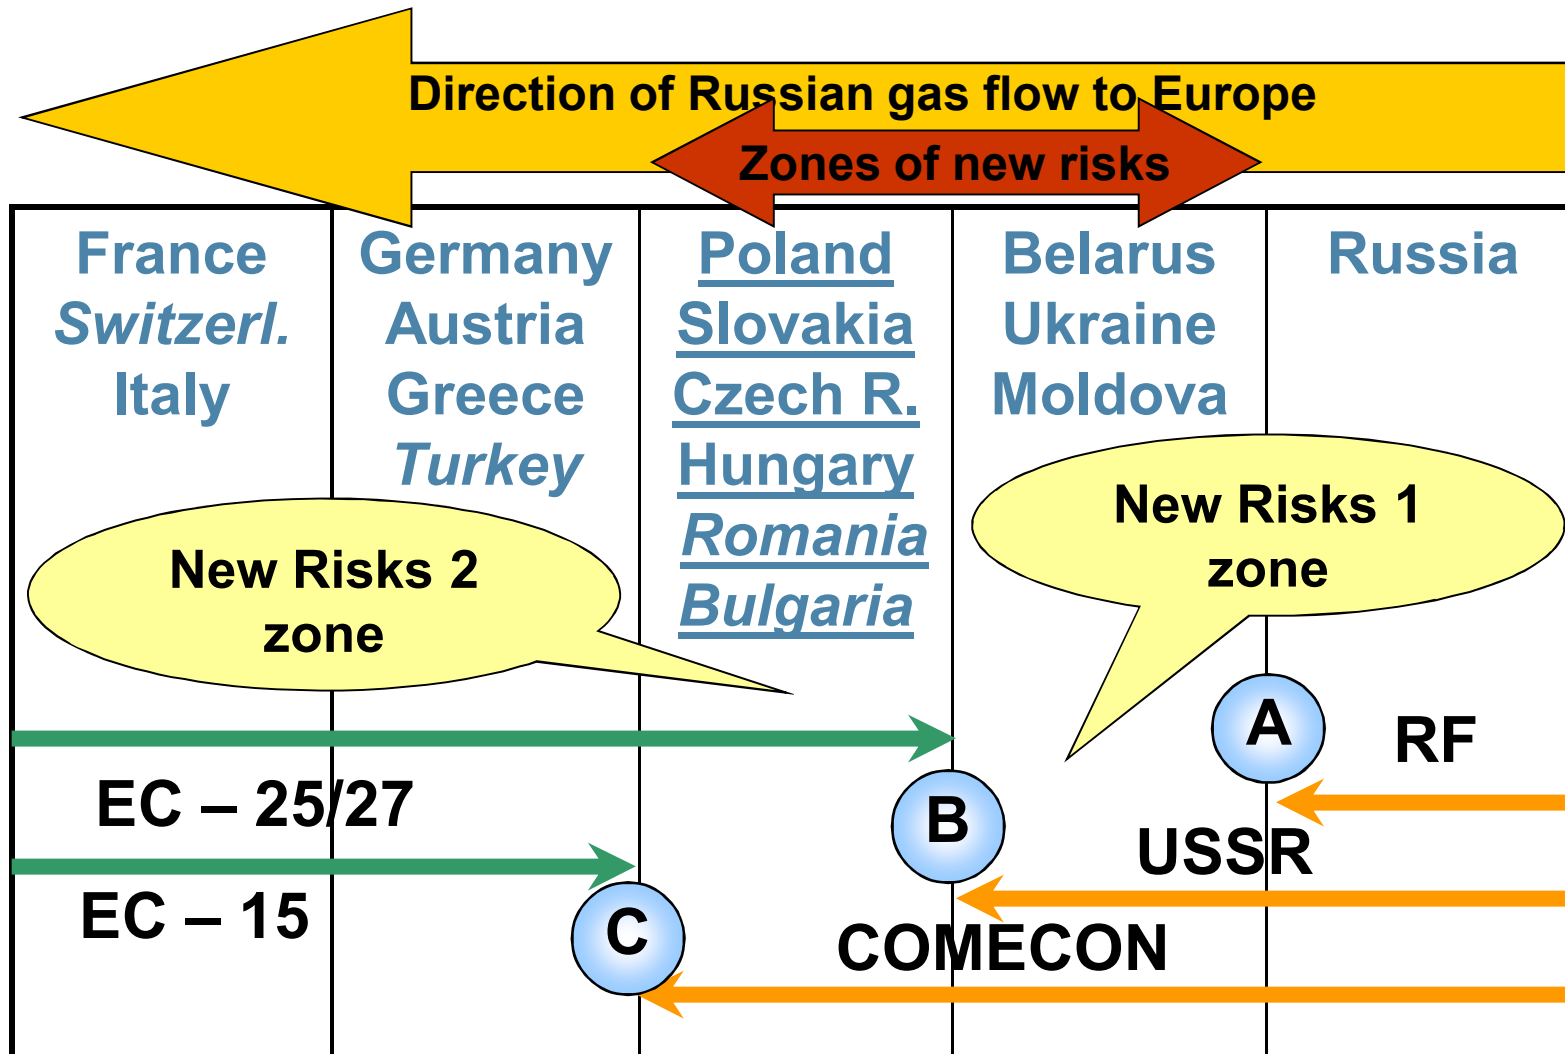 Direction of Russian gas flow to Europe
Zones of new risks
France
Switzerl.
Italy
Germany
Austria
Greece
Turkey
Poland
Slovakia
Czech R.
Hungary
Romania
Bulgaria
Belarus
Ukraine
Moldova
Russia
New Risks 2
zone
New Risks 1
zone
A
RF
EC – 25/27
B
USSR
EC – 15
C
COMECON